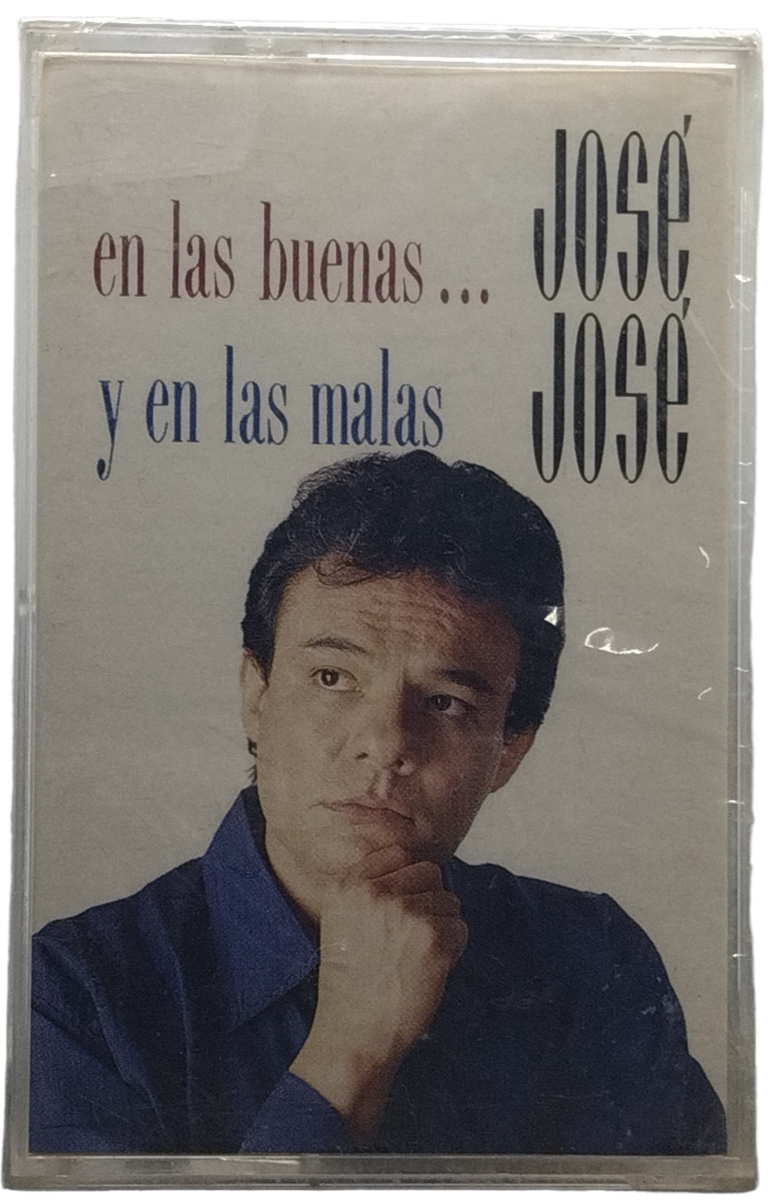 en las buenas...
y en las malas
José
José